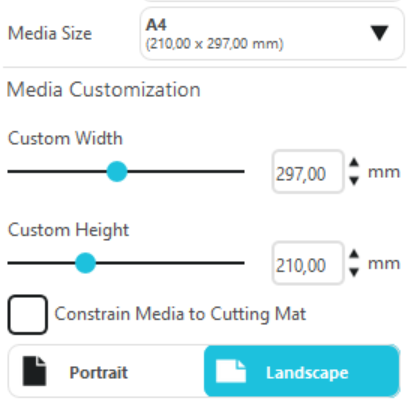 Media Size
A4
(210,00 x 297,00 mm)
Media Customization
Custom Width
297,00 mm
Custom Height
210,00 mm
Constrain Media to Cutting Mat
Portrait Landscape